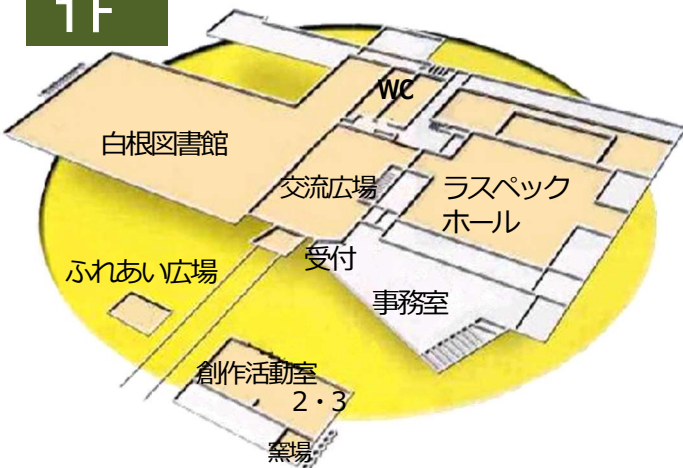 1F
WC
白根図書館
交流広場
ラスペック
ホール
受付
ふれあい広場
事務室
創作活動室
2・3
窯場